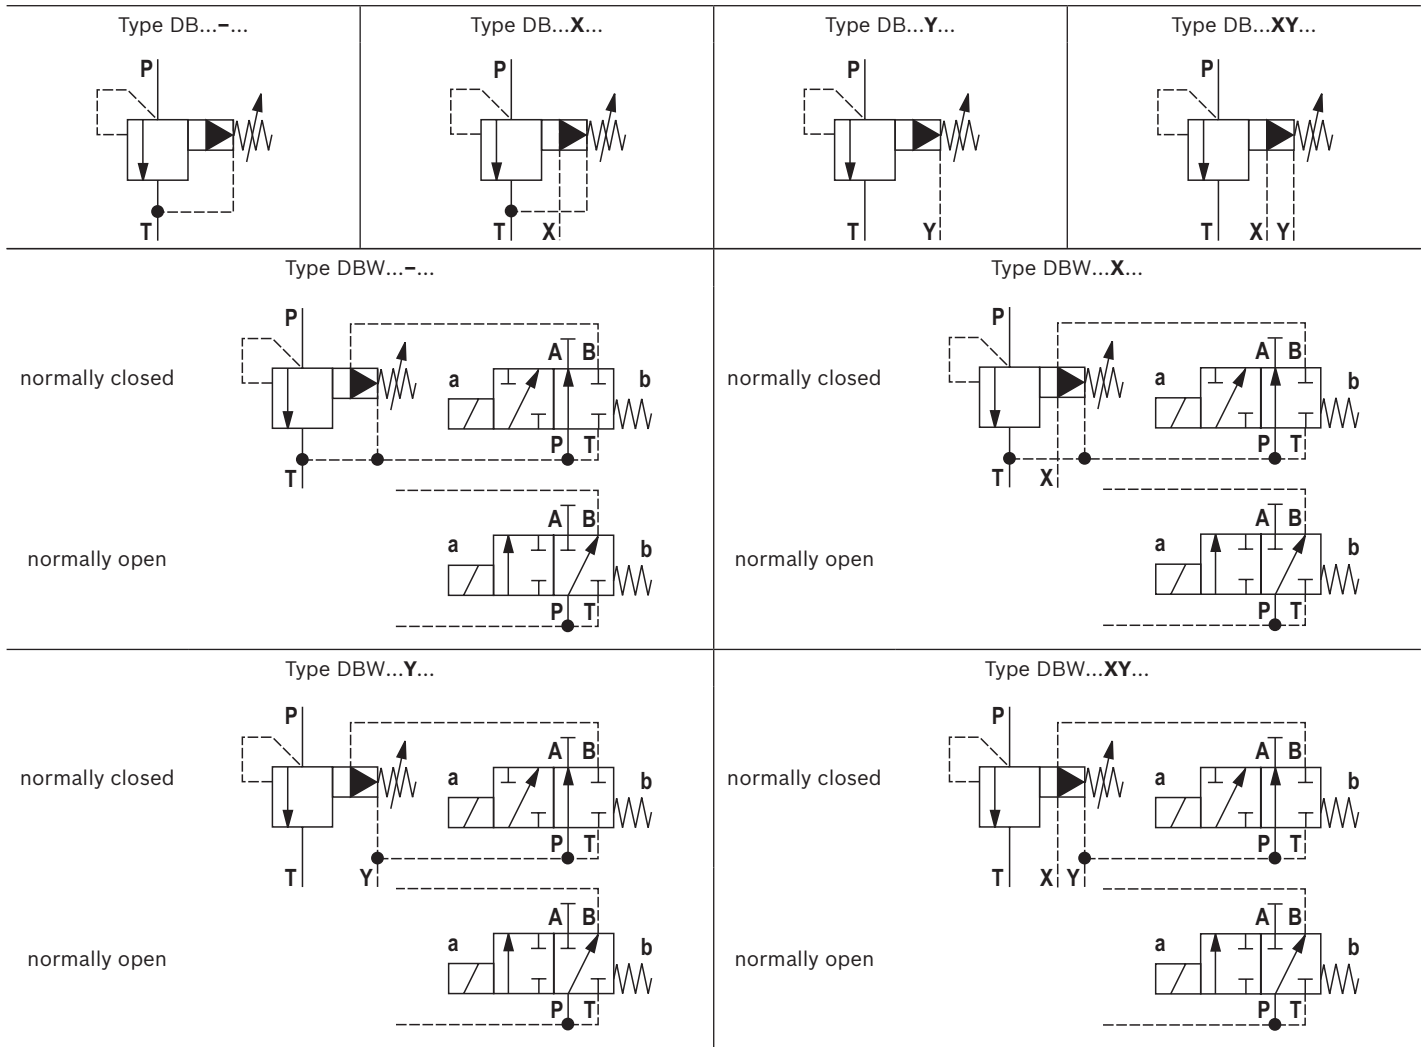 Type DB...–...
Type DB...X...
Type DB...Y...
Type DB...XY...
P
P
P
P
T
T X
T Y
T X Y
Type DBW...–...
Type DBW...X...
P
A B
normally closed
a
b
P T
T
P
A B
normally closed
a
b
P T
T X
A B
normally open
a
b
P T
A B
normally open
a
b
P T
Type DBW...Y...
Type DBW...XY...
P
A B
normally closed
a
b
P T
T Y
P
A B
normally closed
a
b
P T
T X Y
A B
normally open
a
b
P T
A B
normally open
a
b
P T